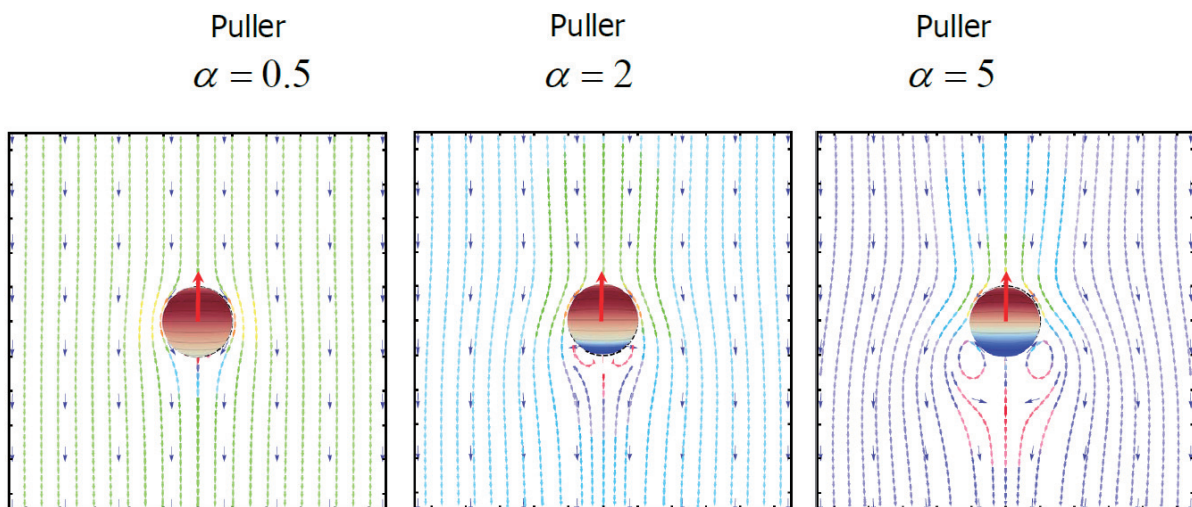 Puller
α = 0.5
Puller
α = 2
Puller
α = 5